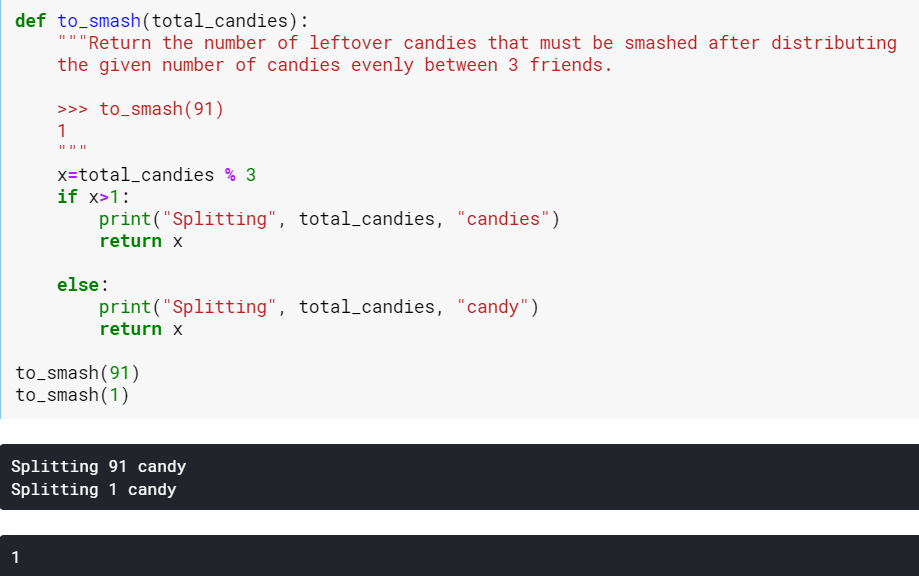 def to_smash(total_candies):
    """Return the number of leftover candies that must be smashed after distributing
    the given number of candies evenly between 3 friends.

    >>> to_smash(91)
    1
    """
    x=total_candies % 3
    if x>1:
        print("Splitting", total_candies, "candies")
        return x

    else:
        print("Splitting", total_candies, "candy")
        return x

to_smash(91)
to_smash(1)
Splitting 91 candy
Splitting 1 candy
1